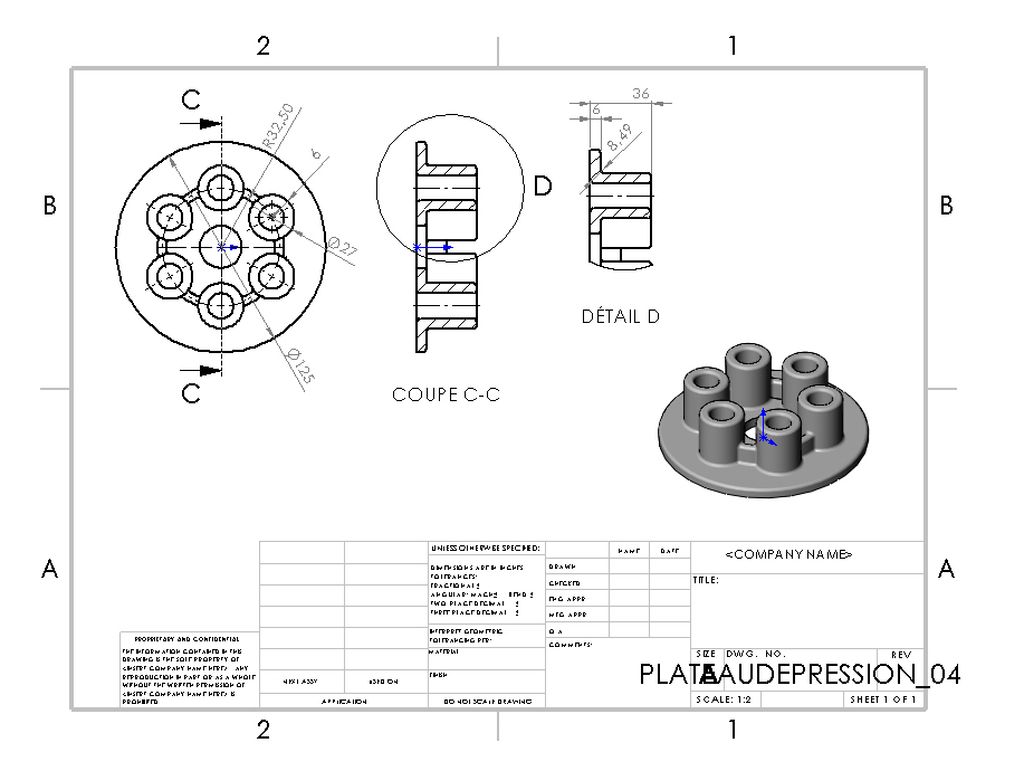 2
1
C
R32,50
6
Ø27
Ø125
C
D
36
6
8,49
B
B
DÉTAIL D
COUPE C-C
A
A
UNLESS OTHERWISE SPECIFIED:
DIMENSIONS ARE IN INCHES
TOLERANCES:
FRACTIONAL ±
ANGULAR: MACH± BEND ±
TWO PLACE DECIMAL ±
THREE PLACE DECIMAL ±
INTERPRET GEOMETRIC
TOLERANCING PER:
MATERIAL
FINISH
DO NOT SCALE DRAWING
NAME
DATE
DRAWN
CHECKED
ENG APPR.
MFG APPR.
Q.A.
COMMENTS:
<COMPANY NAME>
TITLE:
SIZE
DWG. NO.
REV
A
PLATEAUDEPRESSION_04
SCALE: 1:2
SHEET 1 OF 1
PROPRIETARY AND CONFIDENTIAL
THE INFORMATION CONTAINED IN THIS
DRAWING IS THE SOLE PROPERTY OF
<INSERT COMPANY NAME HERE>. ANY
REPRODUCTION IN PART OR AS A WHOLE
WITHOUT THE WRITTEN PERMISSION OF
<INSERT COMPANY NAME HERE> IS
PROHIBITED.
NEXT ASSY
USED ON
APPLICATION
2
1